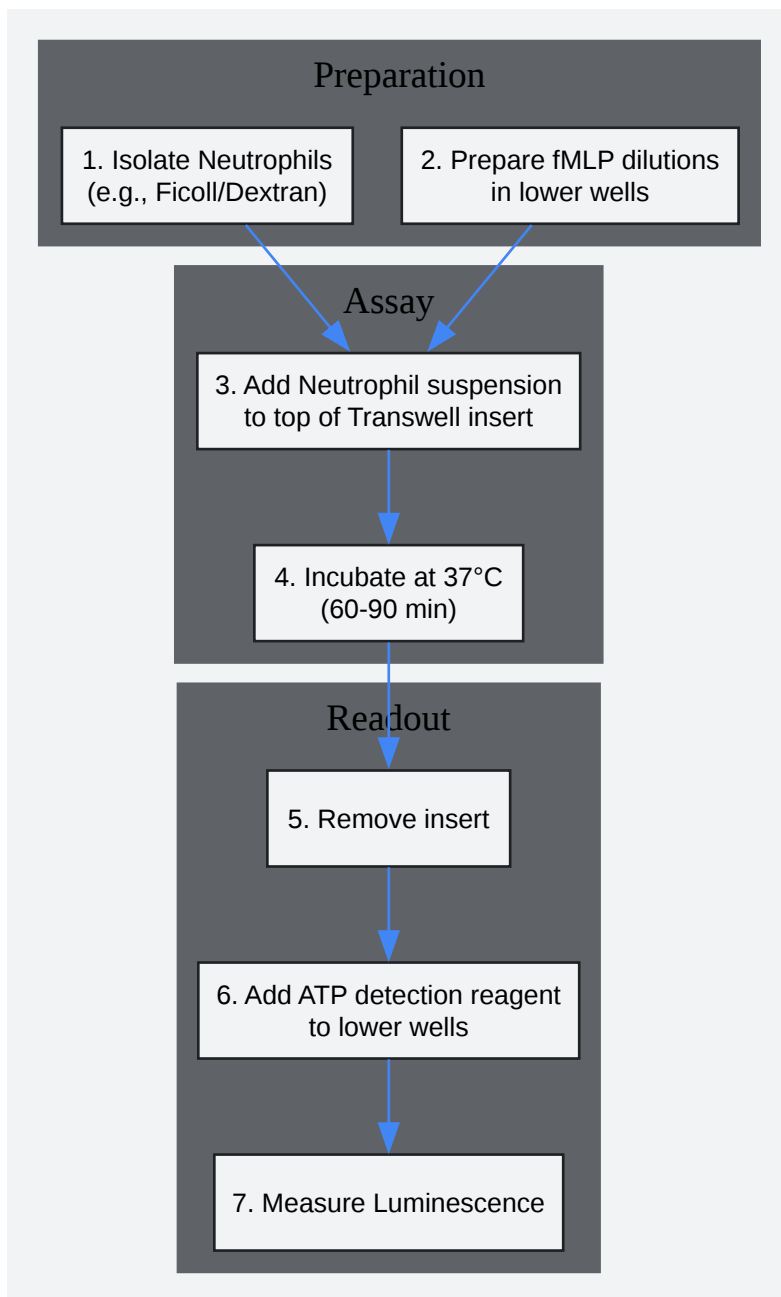 Preparation
1. Isolate Neutrophils
(e.g., Ficoll/Dextran)
2. Prepare fMLP dilutions
in lower wells
Assay
3. Add Neutrophil suspension
to top of Transwell insert
4. Incubate at 37°C
(60-90 min)
Readout
5. Remove insert
6. Add ATP detection reagent
to lower wells
7. Measure Luminescence